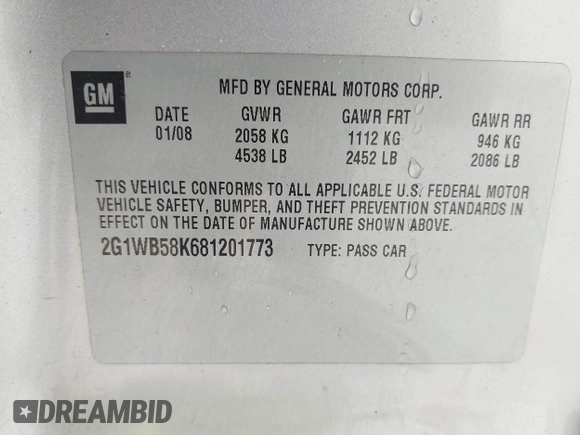 GM ®
MFD BY GENERAL MOTORS CORP.
DATE GVWR GAWR FRT GAWR RR
01/08 2058 KG 1112 KG 946 KG
4538 LB 2452 LB 2086 LB
THIS VEHICLE CONFORMS TO ALL APPLICABLE U.S. FEDERAL MOTOR
VEHICLE SAFETY, BUMPER, AND THEFT PREVENTION STANDARDS IN
EFFECT ON THE DATE OF MANUFACTURE SHOWN ABOVE.
2G1WB58K681201773 TYPE: PASS CAR
DREAMBID